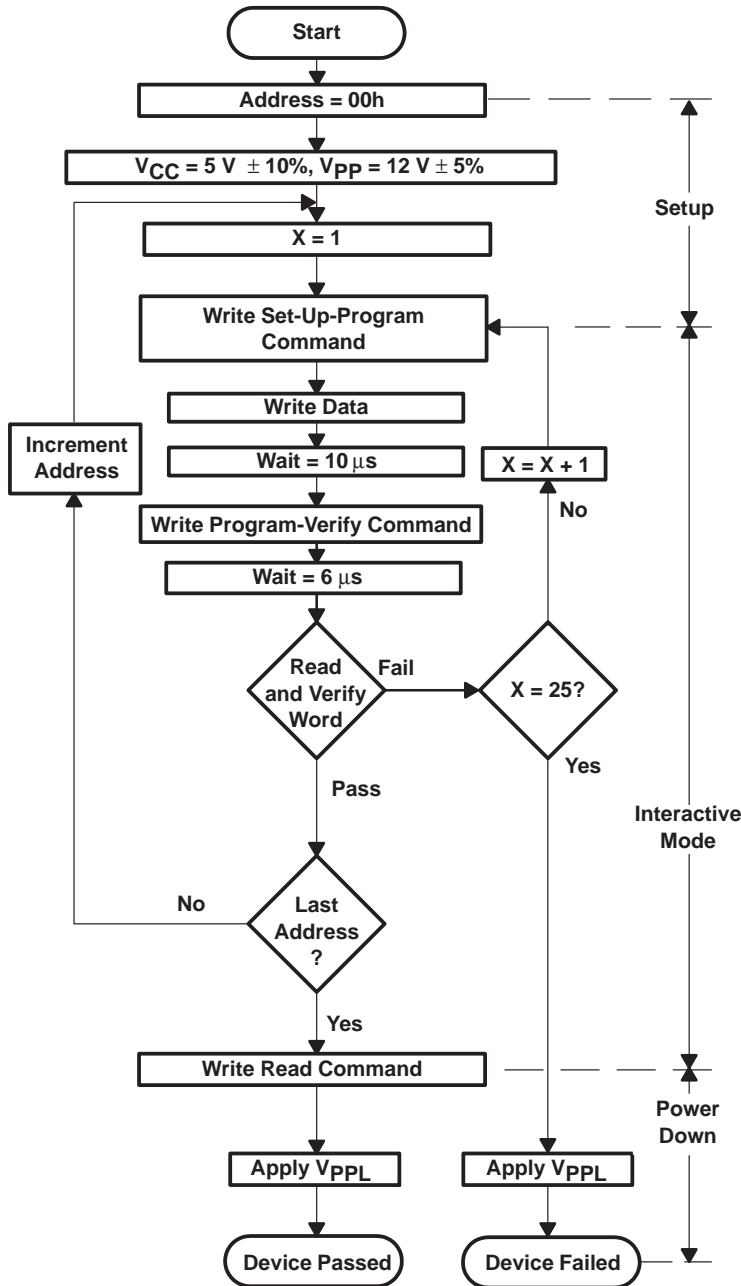 Start
Address = 00h
VCC = 5 V ± 10%, VPP = 12 V ± 5%
Setup
X = 1
Write Set-Up-Program
Command
Write Data
Increment
Address
Wait = 10 µs
X = X + 1
No
Write Program-Verify Command
Wait = 6 µs
Read
and Verify
Word
Fail
X = 25?
Yes
Pass
Interactive
Mode
No
Last
Address
?
Yes
Write Read Command
Power
Down
Apply VPPL
Apply VPPL
Device Passed
Device Failed